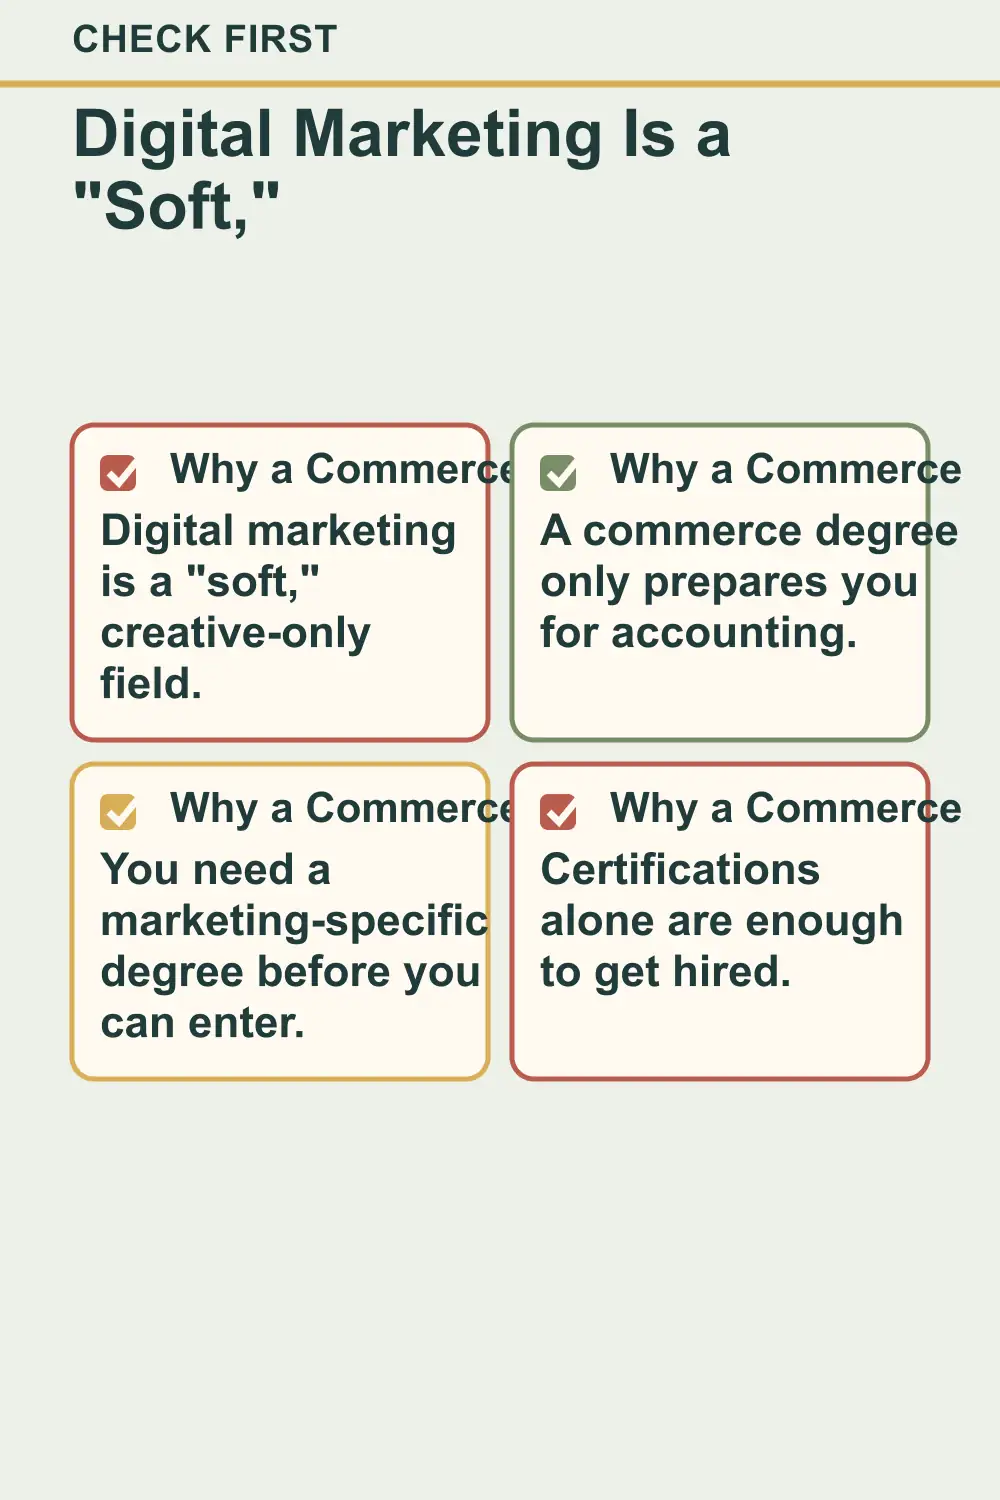 CHECK FIRST
Digital Marketing Is a
"Soft,"
Why a Commerce
Digital marketing
is a "soft,"
creative-only
field.
Why a Commerce
A commerce degree
only prepares you
for accounting.
Why a Commerce
You need a
marketing-specific
degree before you
can enter.
Why a Commerce
Certifications
alone are enough
to get hired.